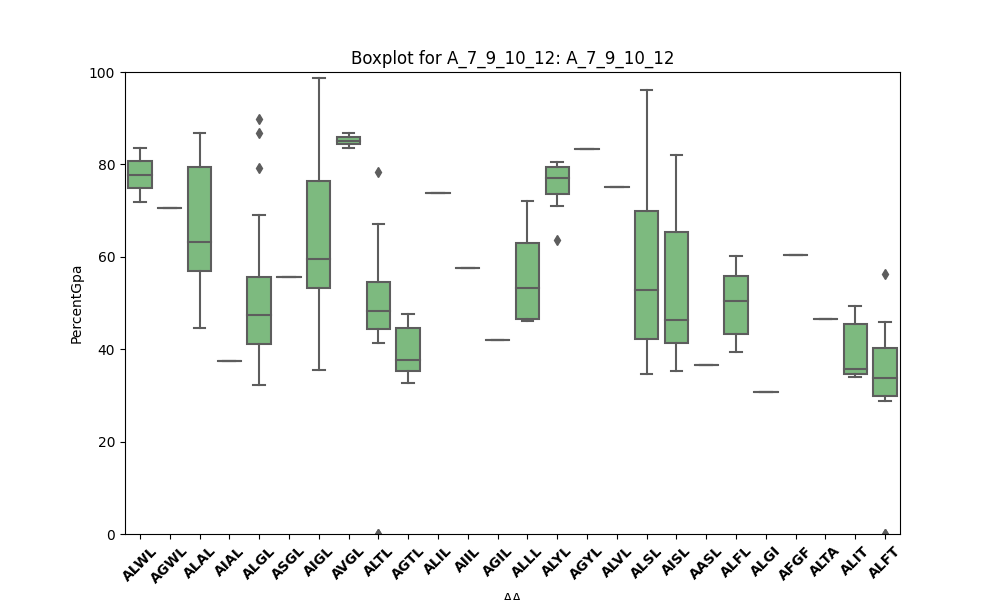 Boxplot for A_7_9_10_12: A_7_9_10_12
PercentGpa
100
80
60
40
20
0
ALWL AGWL ALAL AIAL ALGL ASGL AIGL AVGL ALTL AGTL ALIL AIIL AGIL ALLL ALYL AGYL ALVL ALSL AISL AASL ALFL ALGI AFGF ALTA ALIT ALFT
AA